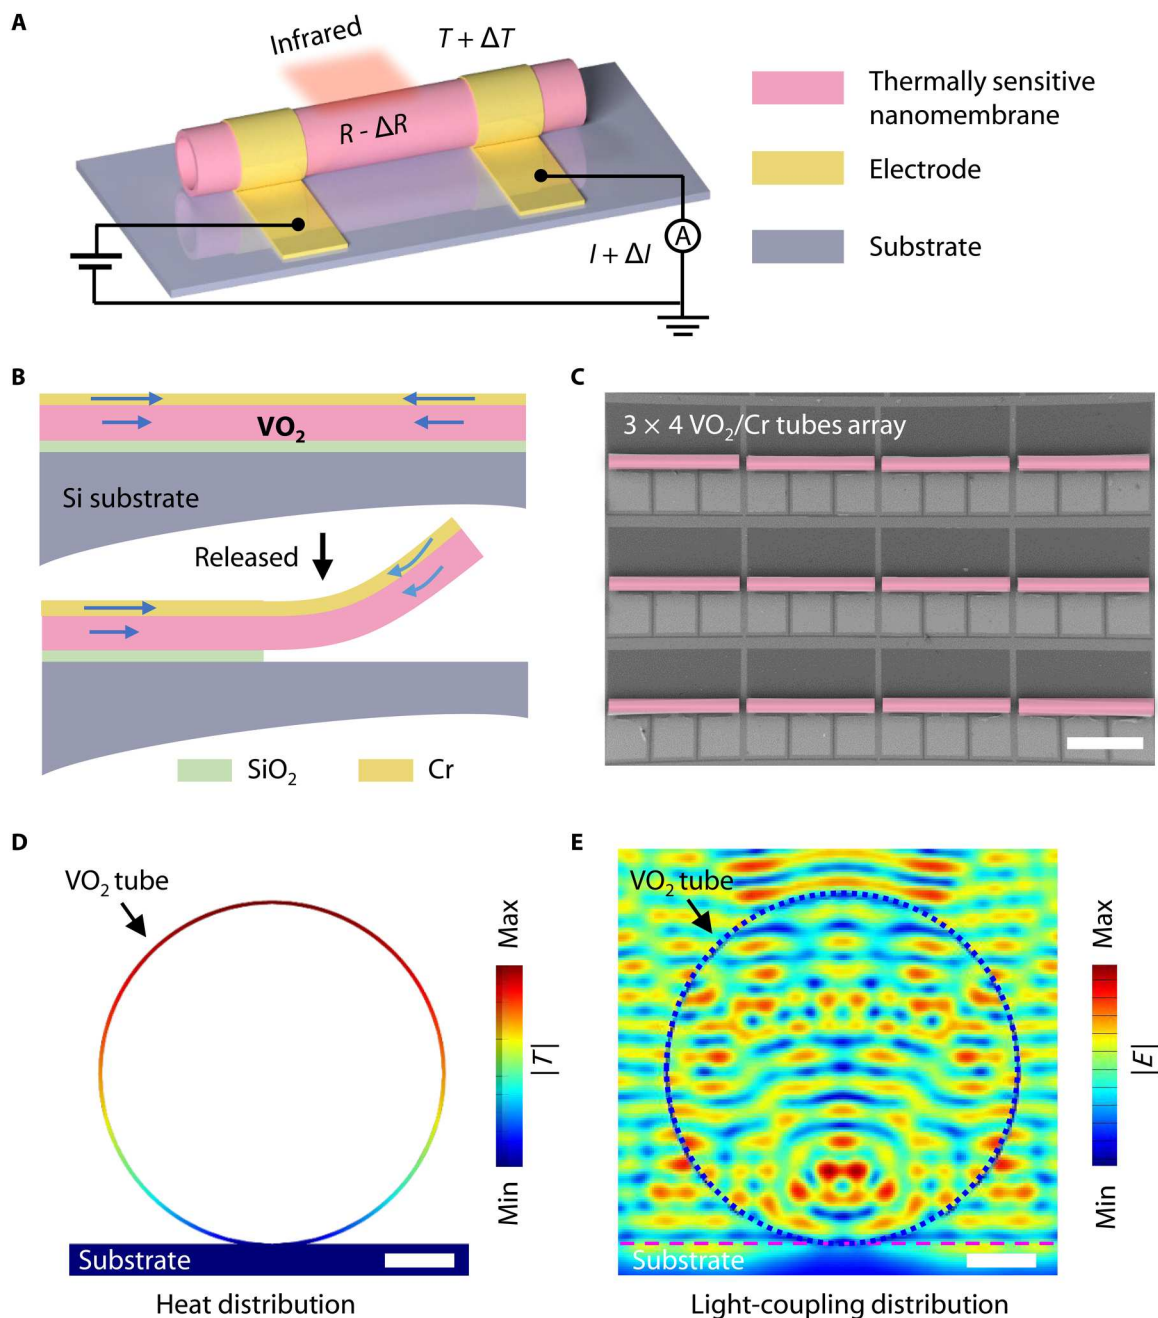 A
Infrared
T + ΔT
R - ΔR
I + ΔI
A
Thermally sensitive
nanomembrane
Electrode
Substrate
B
VO₂
Si substrate
Released
SiO₂
Cr
C
3 × 4 VO₂/Cr tubes array
D
VO₂ tube
Max
|T|
Min
Substrate
Heat distribution
E
VO₂ tube
Max
|E|
Min
Substrate
Light-coupling distribution